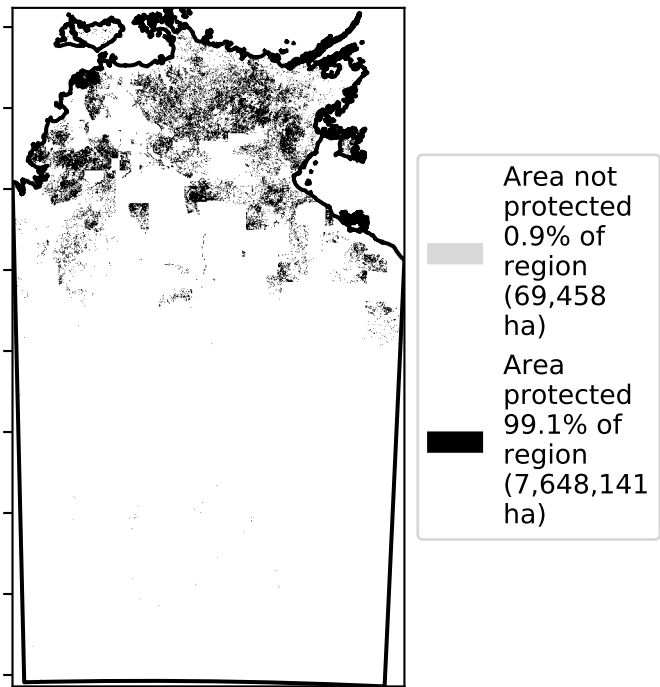 Area not
protected
0.9% of
region
(69,458
ha)
Area
protected
99.1% of
region
(7,648,141
ha)